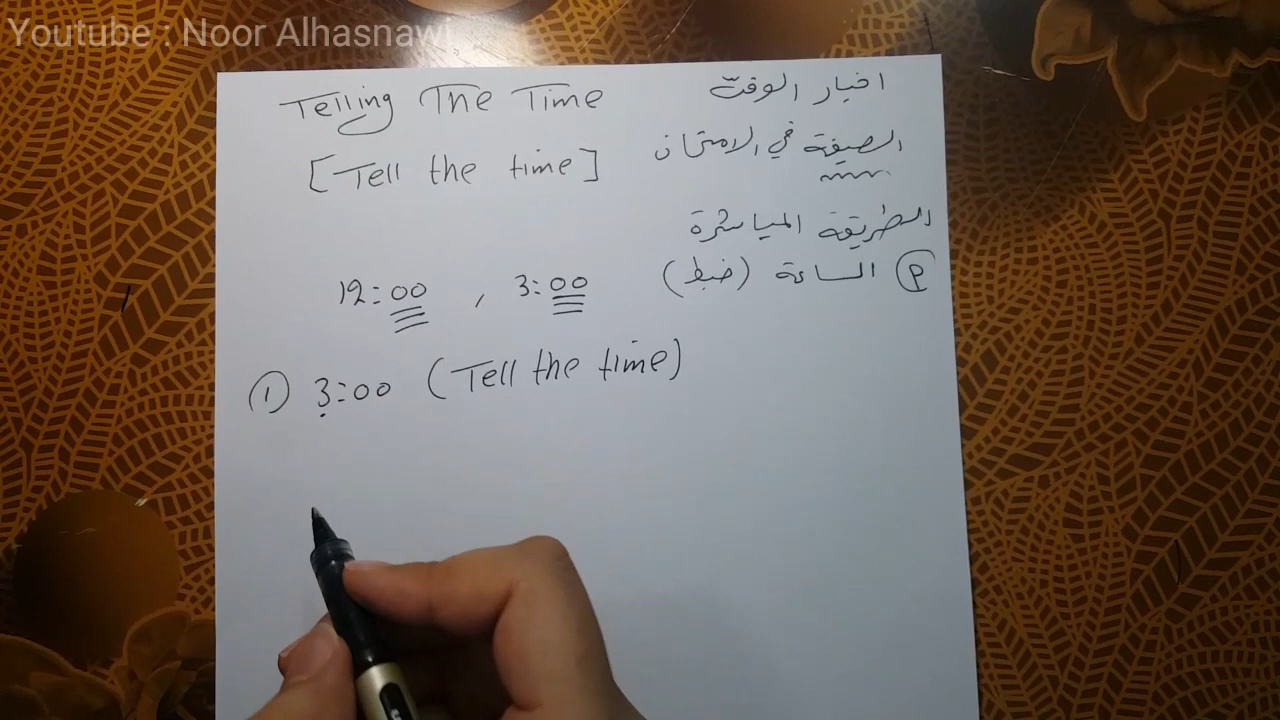 Youtube : Noor Alhasnawi
Telling The Time اخبار الوقت
[Tell the time] الصيغة في الامتحان
الطريقة المباشرة
12:00 , 3:00 (ضبط) الساعة
① 3:00 (Tell the time)